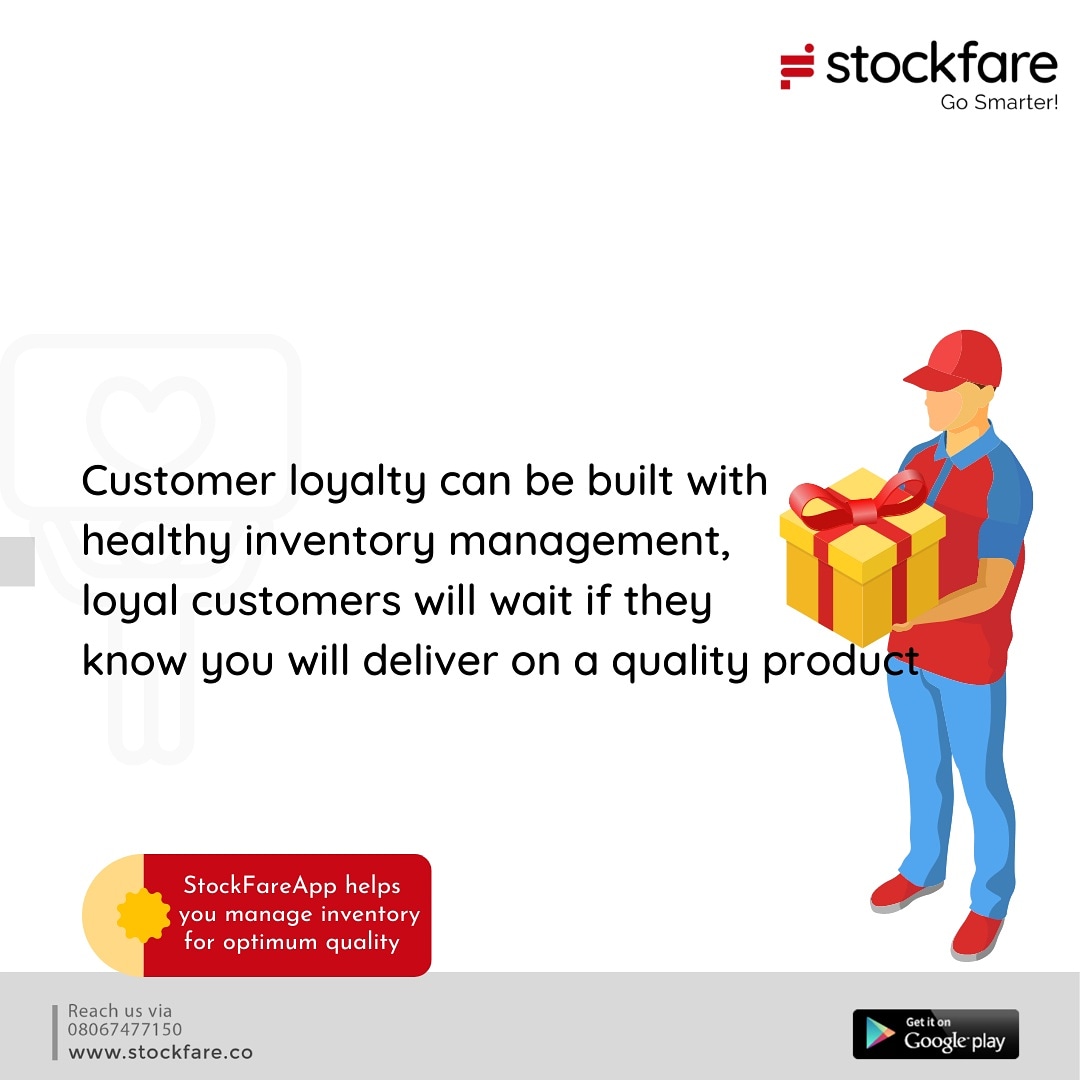 stockfare
Go Smarter!
Customer loyalty can be built with
healthy inventory management,
loyal customers will wait if they
know you will deliver on a quality product
StockFareApp helps
you manage inventory
for optimum quality
Reach us via
08067477150
www.stockfare.co
Get it on
Google play